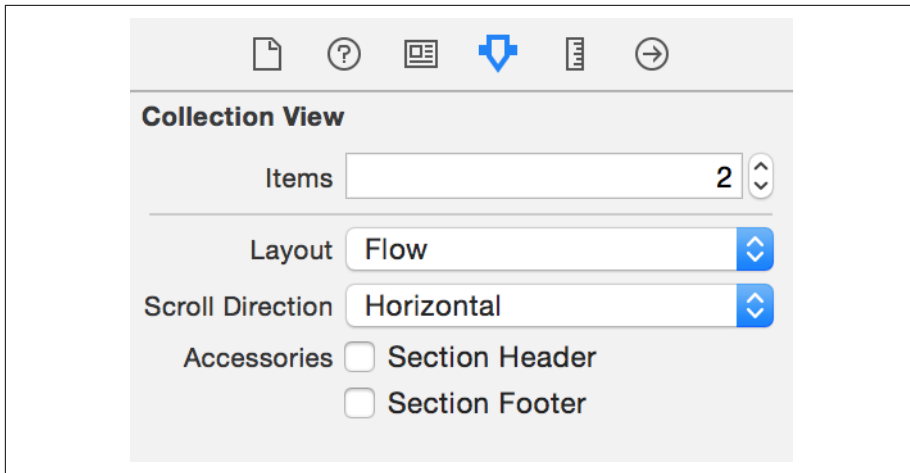 Collection View
Items 2
Layout Flow
Scroll Direction Horizontal
Accessories Section Header
Section Footer